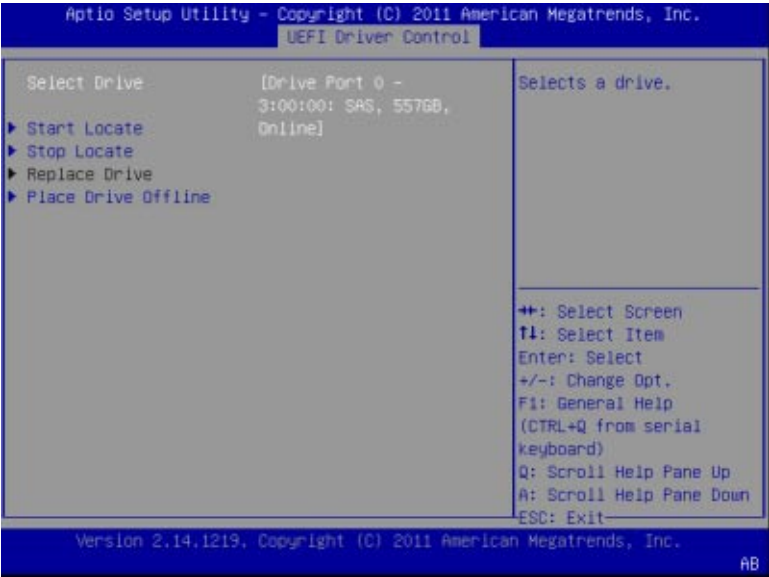 Aptio Setup Utility - Copyright (C) 2011 American Megatrends, Inc.
UEFI Driver Control
Select Drive [Drive Port 0 -
3:00:00: SAS, 557GB,
Online]
Start Locate
Stop Locate
Replace Drive
Place Drive Offline
Selects a drive.
: Select Screen
↑↓: Select Item
Enter: Select
+/-: Change Opt.
F1: General Help
(CTRL+Q from serial
keyboard)
Q: Scroll Help Pane Up
A: Scroll Help Pane Down
ESC: Exit
Version 2.14.1219. Copyright (C) 2011 American Megatrends, Inc.
AB